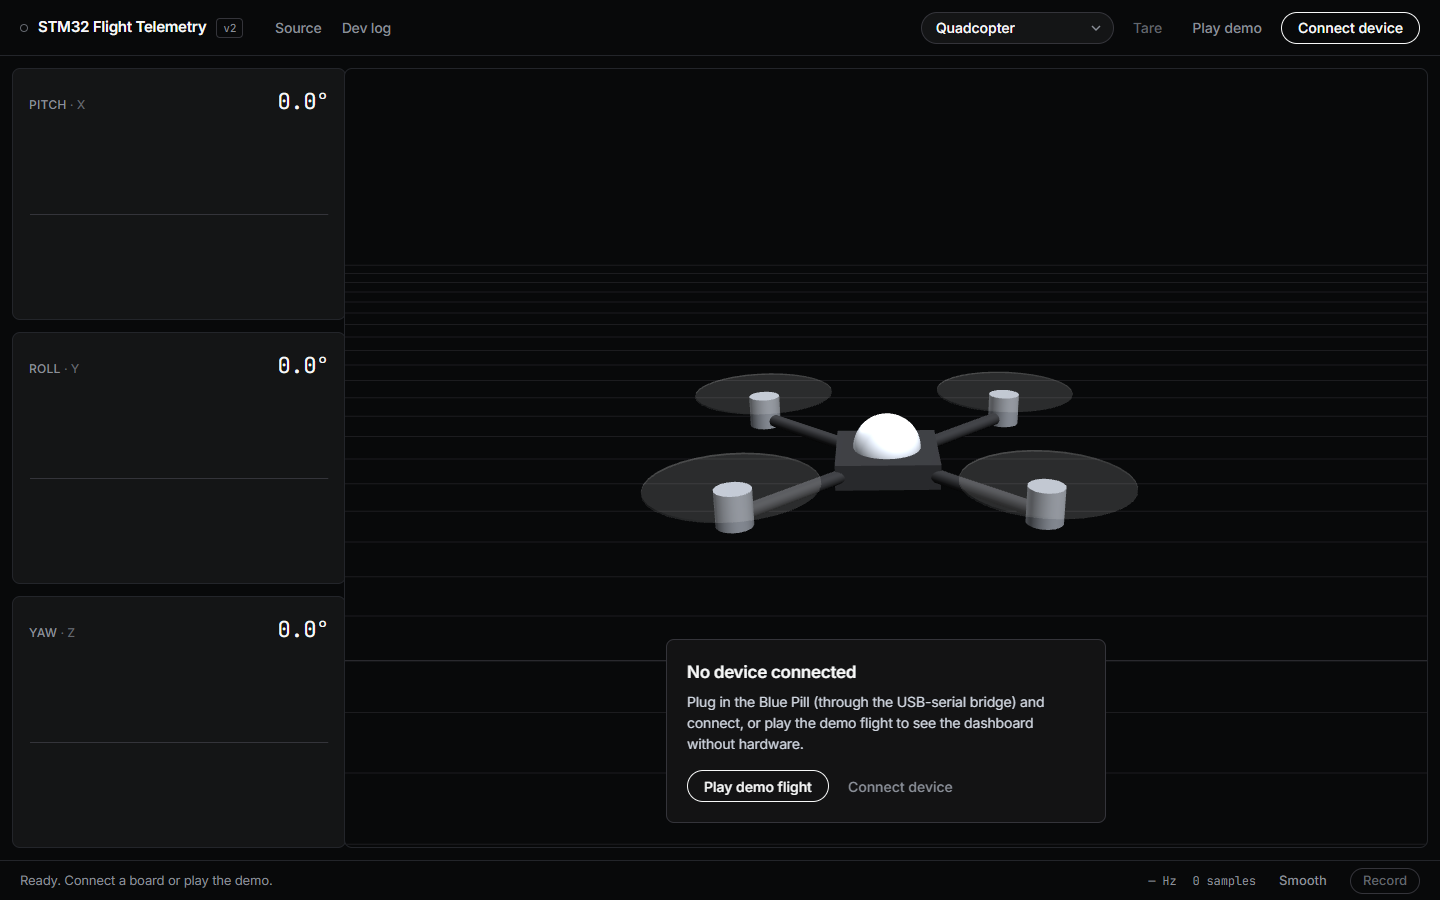 STM32 Flight Telemetry v2 Source Dev log Quadcopter Tare Play demo Connect device
PITCH · X 0.0°
ROLL · Y 0.0°
YAW · Z 0.0°
No device connected
Plug in the Blue Pill (through the USB-serial bridge) and
connect, or play the demo flight to see the dashboard
without hardware.
Play demo flight Connect device
Ready. Connect a board or play the demo. — Hz 0 samples Smooth Record